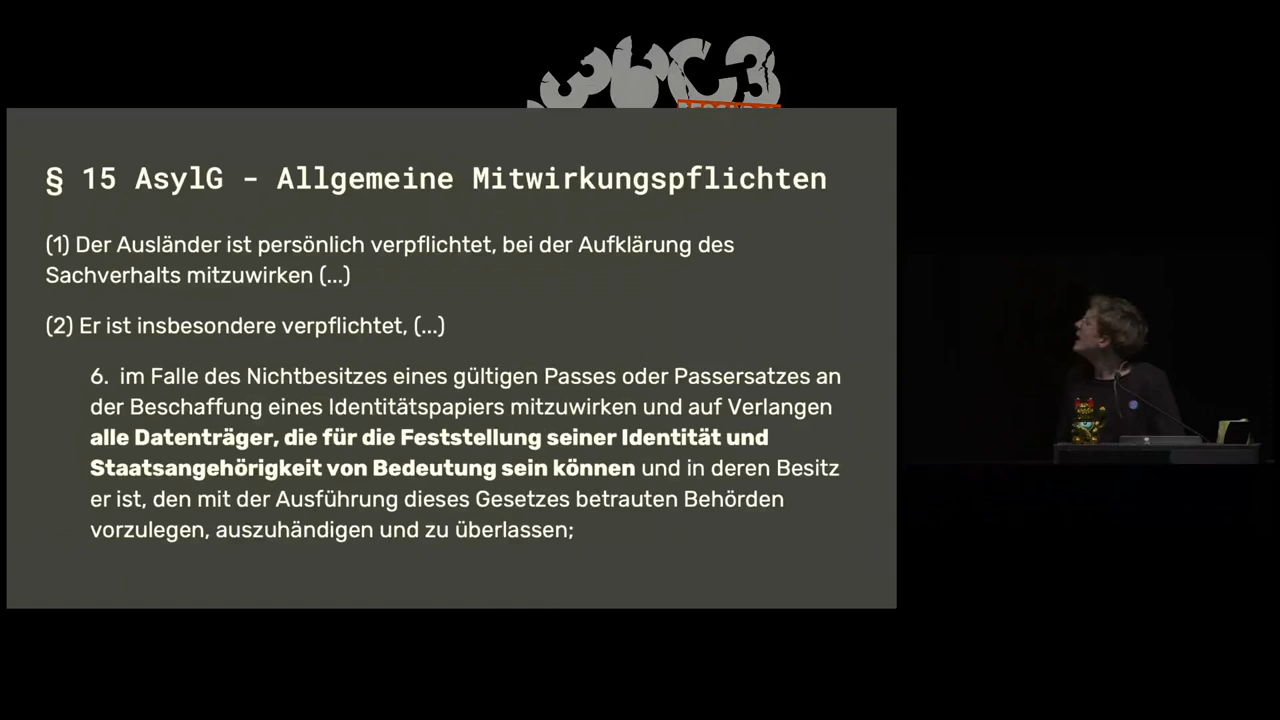 36C3
§ 15 AsylG - Allgemeine Mitwirkungspflichten
(1) Der Ausländer ist persönlich verpflichtet, bei der Aufklärung des
Sachverhalts mitzuwirken (...)
(2) Er ist insbesondere verpflichtet, (...)
6. im Falle des Nichtbesitzes eines gültigen Passes oder Passersatzes an
der Beschaffung eines Identitätspapiers mitzuwirken und auf Verlangen
alle Datenträger, die für die Feststellung seiner Identität und
Staatsangehörigkeit von Bedeutung sein können und in deren Besitz
er ist, den mit der Ausführung dieses Gesetzes betrauten Behörden
vorzulegen, auszuhändigen und zu überlassen;